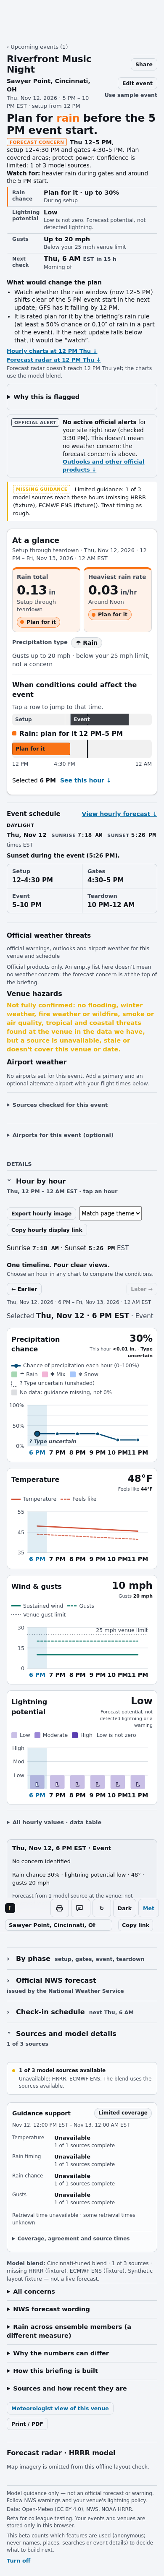 ‹ Upcoming events (1)
Riverfront Music
Night
Share
Sawyer Point, Cincinnati,
OH
Edit event
Thu, Nov 12, 2026 · 5 PM – 10
PM EST · setup from 12 PM
Use sample event
Plan for rain before the 5
PM event start.
FORECAST CONCERN Thu 12–5 PM,
setup 12–4:30 PM and gates 4:30–5 PM. Plan
covered areas; protect power. Confidence is
limited: 1 of 3 model sources.
Watch for: heavier rain during gates and around
the 5 PM start.
Rain
chance
Plan for it · up to 30%
During setup
Lightning
potential
Low
Low is not zero. Forecast potential, not
detected lightning.
Gusts
Up to 20 mph
Below your 25 mph venue limit
Next
check
Thu, 6 AM EST in 15 h
Morning of
What would change the plan
• Watch whether the rain window (now 12–5 PM)
shifts off the 5 PM event start in the next
update; GFS has it falling by 12 PM.
• It is rated plan for it by the event day's rain
(at least 50% chance of 0.10″ of rain in a part
of the event). If the next update falls below
that, it would be “watch”.
Hourly charts at 12 PM Thu ↓
Forecast radar at 12 PM Thu ↓
Forecast radar doesn't reach 12 PM Thu yet; the charts
use the model blend.
▶ Why this is flagged
OFFICIAL ALERT
No active official alerts for
your site right now (checked
3:30 PM). This doesn't mean
no weather concern: the
forecast concern is above.
Outlooks and other official
products ↓
MISSING GUIDANCE Limited guidance: 1 of 3
model sources reach these hours (missing HRRR
(fixture), ECMWF ENS (fixture)). Treat timing as
rough.
At a glance
Setup through teardown · Thu, Nov 12, 2026 · 12
PM – Fri, Nov 13, 2026 · 12 AM EST
Rain total
0.13 in
Setup through
teardown
Plan for it
Heaviest rain rate
0.03 in/hr
Around Noon
Plan for it
Precipitation type ☂ Rain
Gusts up to 20 mph · below your 25 mph limit,
not a concern
When conditions could affect the
event
Tap a row to jump to that time.
Setup Event
Rain: plan for it 12 PM–5 PM
Plan for it
12 PM 4:30 PM 12 AM
Selected 6 PM See this hour ↓
Event schedule View hourly forecast ↓
DAYLIGHT
Thu, Nov 12 SUNRISE 7:18 AM SUNSET 5:26 PM
times EST
Sunset during the event (5:26 PM).
Setup
12–4:30 PM
Gates
4:30–5 PM
Event
5–10 PM
Teardown
10 PM–12 AM
Official weather threats
official warnings, outlooks and airport weather for this
venue and schedule
Official products only. An empty list here doesn't mean
no weather concern: the forecast concern is at the top of
the briefing.
Venue hazards
Not fully confirmed: no flooding, winter
weather, fire weather or wildfire, smoke or
air quality, tropical and coastal threats
found at the venue in the data we have,
but a source is unavailable, stale or
doesn't cover this venue or date.
Airport weather
No airports set for this event. Add a primary and an
optional alternate airport with your flight times below.
▶ Sources checked for this event
▶ Airports for this event (optional)
DETAILS
Hour by hour
Thu, 12 PM – 12 AM EST · tap an hour
Export hourly image
Match page theme
Copy hourly display link
Sunrise 7:18 AM · Sunset 5:26 PM EST
One timeline. Four clear views.
Choose an hour in any chart to compare the conditions.
← Earlier Later →
Thu, Nov 12, 2026 · 6 PM – Fri, Nov 13, 2026 · 12 AM EST
Selected Thu, Nov 12 · 6 PM EST · Event
Precipitation
chance
30%
This hour <0.01 in. · Type
uncertain
Chance of precipitation each hour (0–100%)
☂ Rain ✱ Mix ❄ Snow
? Type uncertain (unshaded)
No data: guidance missing, not 0%
100%
50%
0%
? Type uncertain
6 PM 7 PM 8 PM 9 PM 10 PM 11 PM
Temperature
48°F
Feels like 44°F
Temperature Feels like
55
45
35
6 PM 7 PM 8 PM 9 PM 10 PM 11 PM
Wind & gusts
10 mph
Gusts 20 mph
Sustained wind Gusts
Venue gust limit
30
15
0
25 mph venue limit
6 PM 7 PM 8 PM 9 PM 10 PM 11 PM
Lightning
potential
Low
Forecast potential, not
detected lightning or a
warning
Low Moderate High Low is not zero
High
Mod
Low
6 PM 7 PM 8 PM 9 PM 10 PM 11 PM
▶ All hourly values · data table
Thu, Nov 12, 6 PM EST · Event
No concern identified
Rain chance 30% · lightning potential low · 48° ·
gusts 20 mph
Forecast from 1 model source at the venue: not
F
Dark
Met
Sawyer Point, Cincinnati, OH
Copy link
By phase setup, gates, event, teardown
Official NWS forecast
issued by the National Weather Service
Check-in schedule next Thu, 6 AM
Sources and model details
1 of 3 sources
1 of 3 model sources available
Unavailable: HRRR, ECMWF ENS. The blend uses the
sources available.
Guidance support Limited coverage
Nov 12, 12:00 PM EST – Nov 13, 12:00 AM EST
Temperature
Unavailable
1 of 1 sources complete
Rain timing
Unavailable
1 of 1 sources complete
Rain chance
Unavailable
1 of 1 sources complete
Gusts
Unavailable
1 of 1 sources complete
Retrieval time unavailable · some retrieval times
unknown
▶ Coverage, agreement and source times
Model blend: Cincinnati-tuned blend · 1 of 3 sources ·
missing HRRR (fixture), ECMWF ENS (fixture). Synthetic
layout fixture — not a live forecast.
▶ All concerns
▶ NWS forecast wording
▶ Rain across ensemble members (a
different measure)
▶ Why the numbers can differ
▶ How this briefing is built
▶ Sources and how recent they are
Meteorologist view of this venue
Print / PDF
Forecast radar · HRRR model
Map imagery is omitted from this offline layout check.
Model guidance only — not an official forecast or warning.
Follow NWS warnings and your venue's lightning policy.
Data: Open-Meteo (CC BY 4.0), NWS, NOAA HRRR.
Beta for colleague testing. Your events and venues are
stored only in this browser.
This beta counts which features are used (anonymous;
never names, places, searches or event details) to decide
what to build next.
Turn off